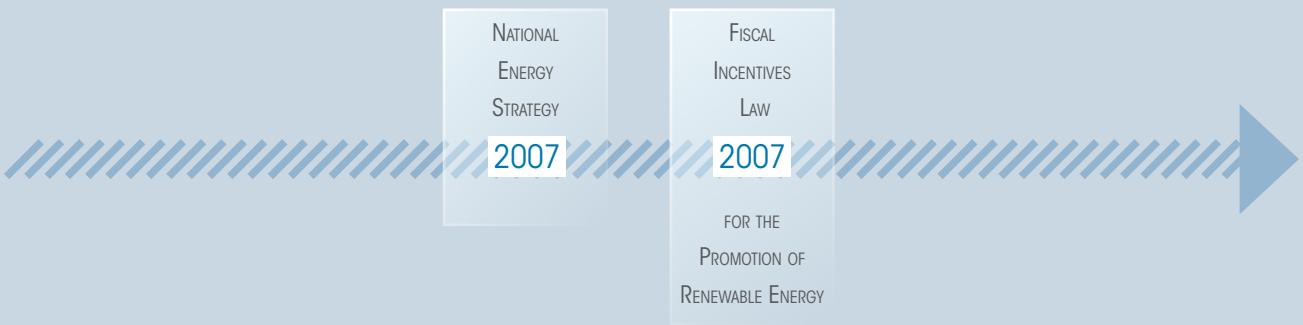 National
Energy
Strategy
2007
Fiscal
Incentives
Law
2007
for the
Promotion of
Renewable Energy